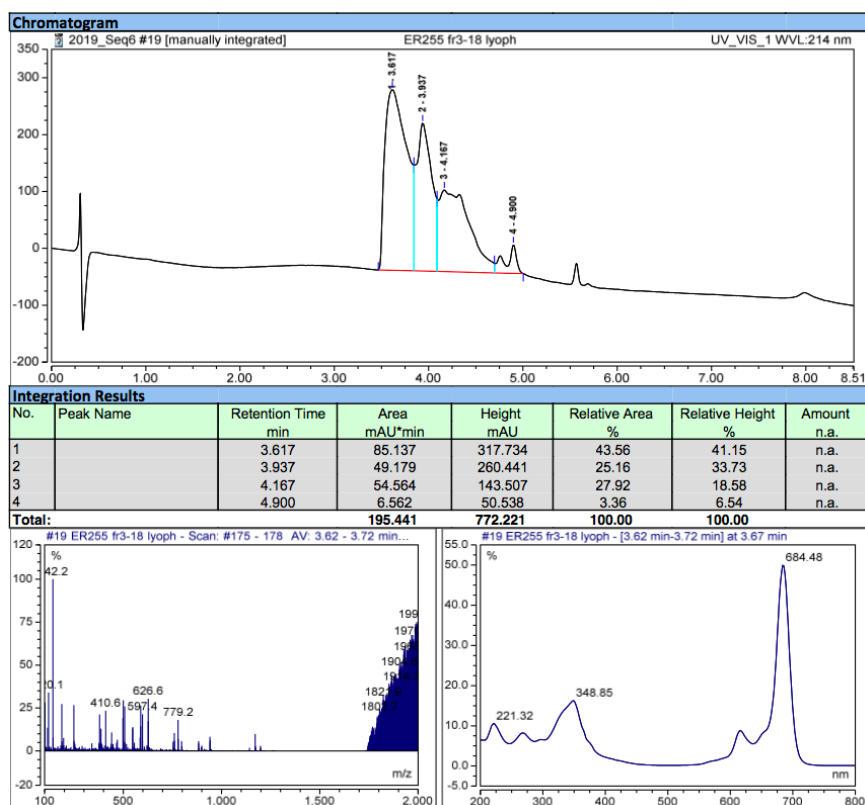 Chromatogram
2019_Seq6 #19 [manually integrated] ER255 fr3-18 lyoph UV_VIS_1 WVL:214 nm
350
300
250
200
150
100
50
0
-50
-100
-150
-200
1 - 3.617
2 - 3.937
3 - 4.167
4 - 4.900
0.00 1.00 2.00 3.00 4.00 5.00 6.00 7.00 8.00 8.51
Integration Results
No. Peak Name Retention Time Area Height Relative Area Relative Height Amount
min mAU*min mAU % % n.a.
1 3.617 85.137 317.734 43.56 41.15 n.a.
2 3.937 49.179 260.441 25.16 33.73 n.a.
3 4.167 54.564 143.507 27.92 18.58 n.a.
4 4.900 6.562 50.538 3.36 6.54 n.a.
Total: 195.441 772.221 100.00 100.00
#19 ER255 fr3-18 lyoph - Scan: #175 - 178 AV: 3.62 - 3.72 min...
120
%
100
75
50
25
0
-20
42.2
20.1
410.6
597.4
626.6
779.2
199
197
m/z
100 500 1.000 1.500 2.000
#19 ER255 fr3-18 lyoph - [3.62 min-3.72 min] at 3.67 min
55.0
%
40.0
30.0
20.0
10.0
-5.0
221.32
348.85
684.48
nm
200 300 400 500 600 700 800